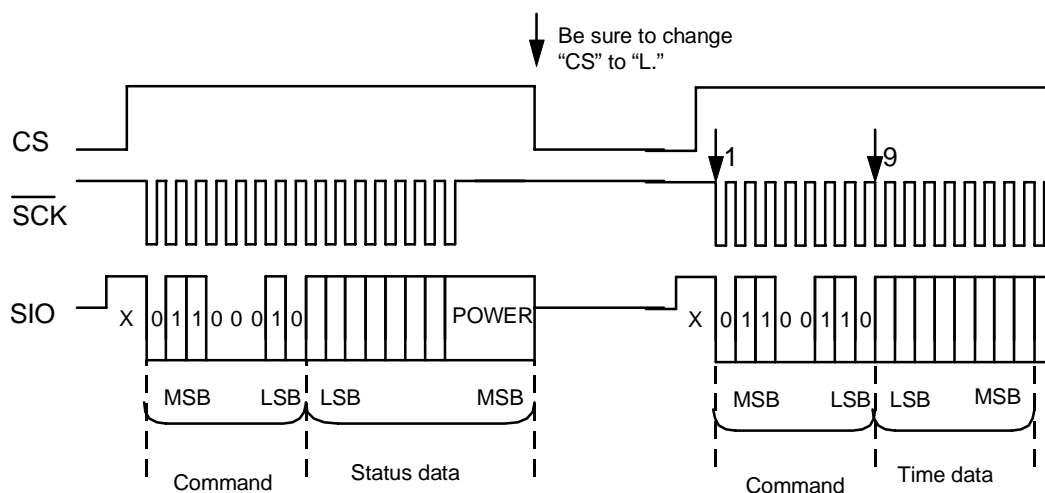 Be sure to change
“CS” to “L.”
CS
1
9
SCK
SIO
X 0 1 1 0 0 0 1 0
POWER
X 0 1 1 0 0 1 1 0
MSB LSB LSB MSB
MSB LSB LSB MSB
Command
Status data
Command
Time data